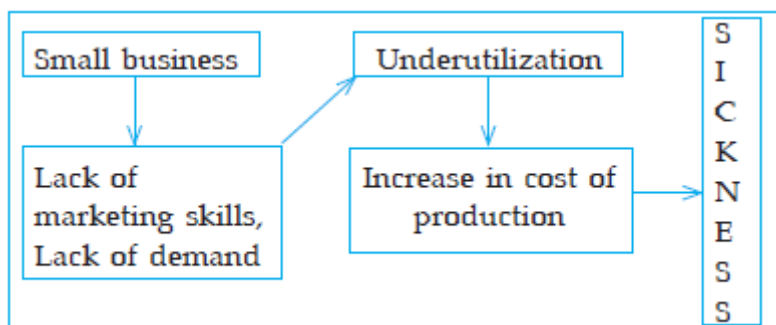 Small business
Lack of
marketing skills,
Lack of demand
Underutilization
Increase in cost of
production
S
I
C
K
N
E
S
S